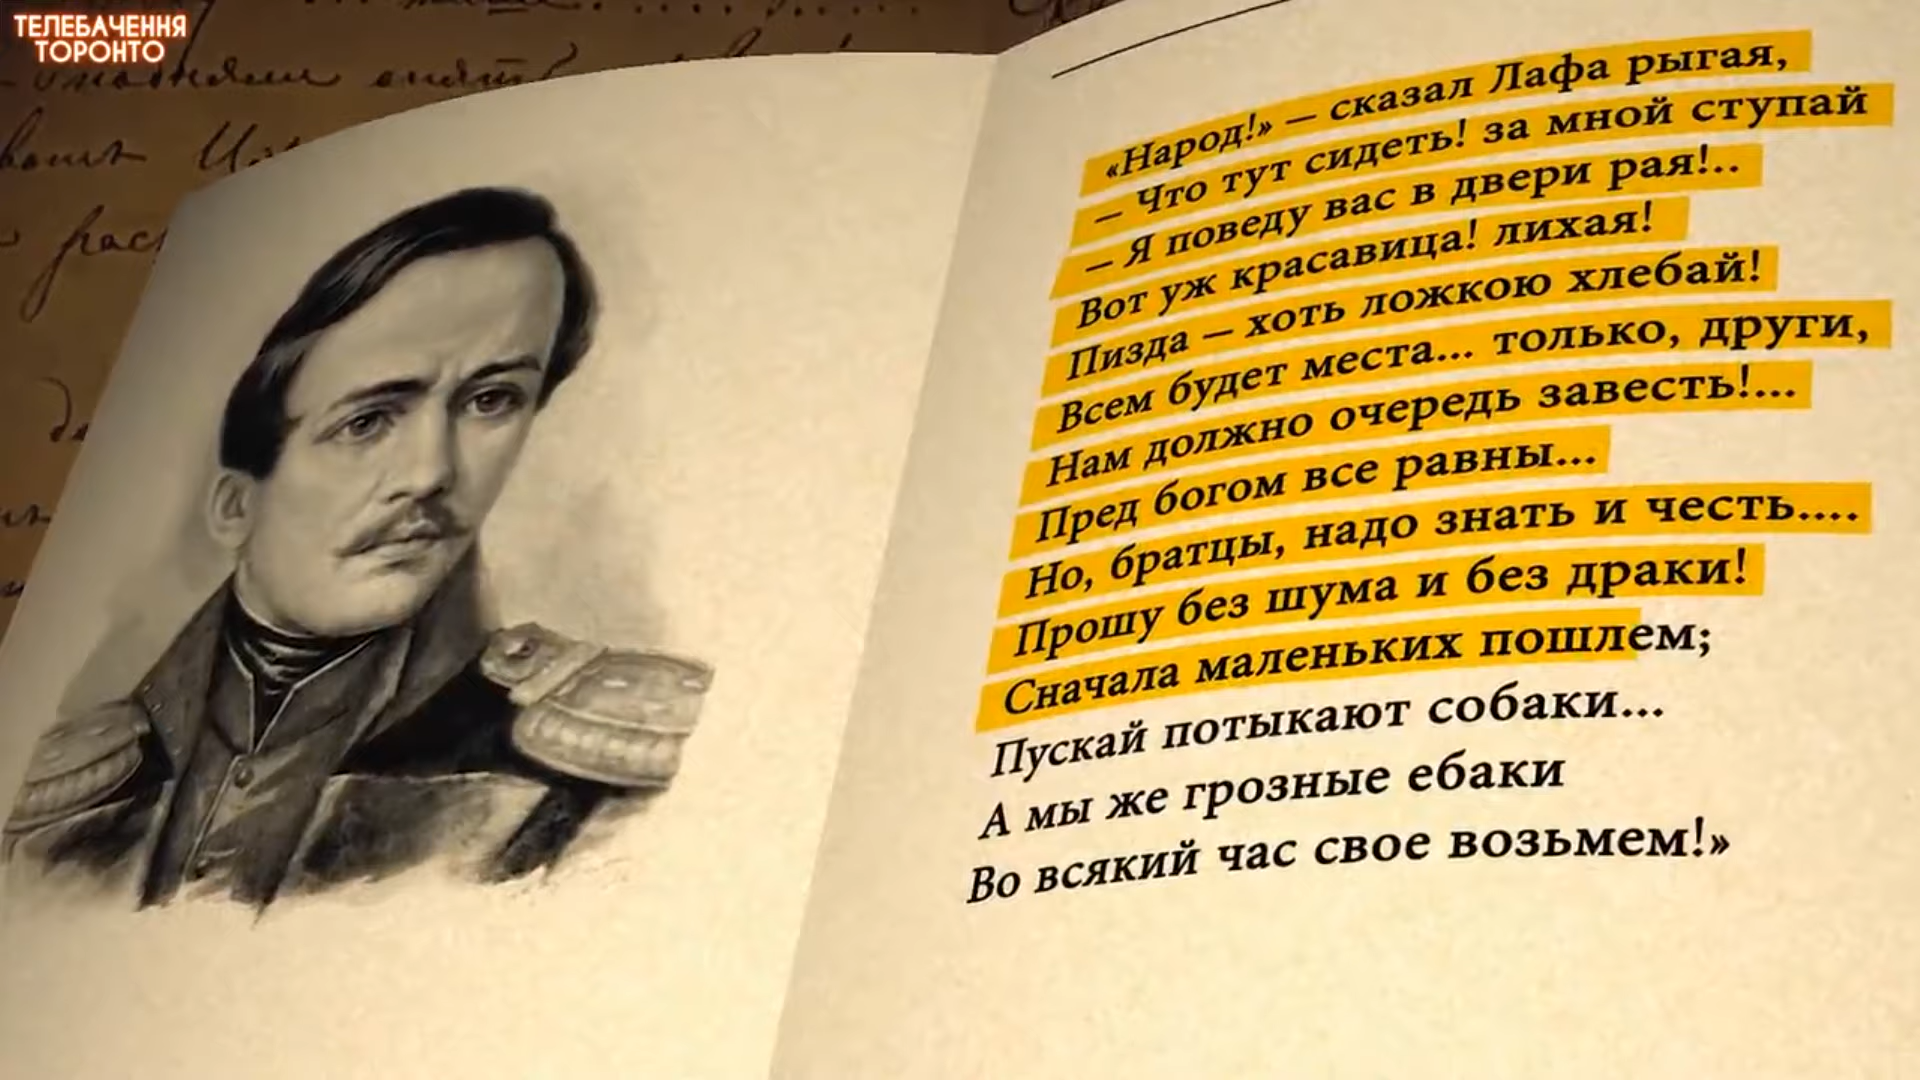 ТЕЛЕБАЧЕННЯ
ТОРОНТО
«Народ!» – сказал Лафа рыгая,
– Что тут сидеть! за мной ступай
– Я поведу вас в двери рая!..
Вот уж красавица! лихая!
Пизда – хоть ложкою хлебай!
Всем будет места... только, други,
Нам должно очередь завесть!...
Пред богом все равны...
Но, братцы, надо знать и честь....
Прошу без шума и без драки!
Сначала маленьких пошлем;
Пускай потыкают собаки...
А мы же грозные ебаки
Во всякий час свое возьмем!»